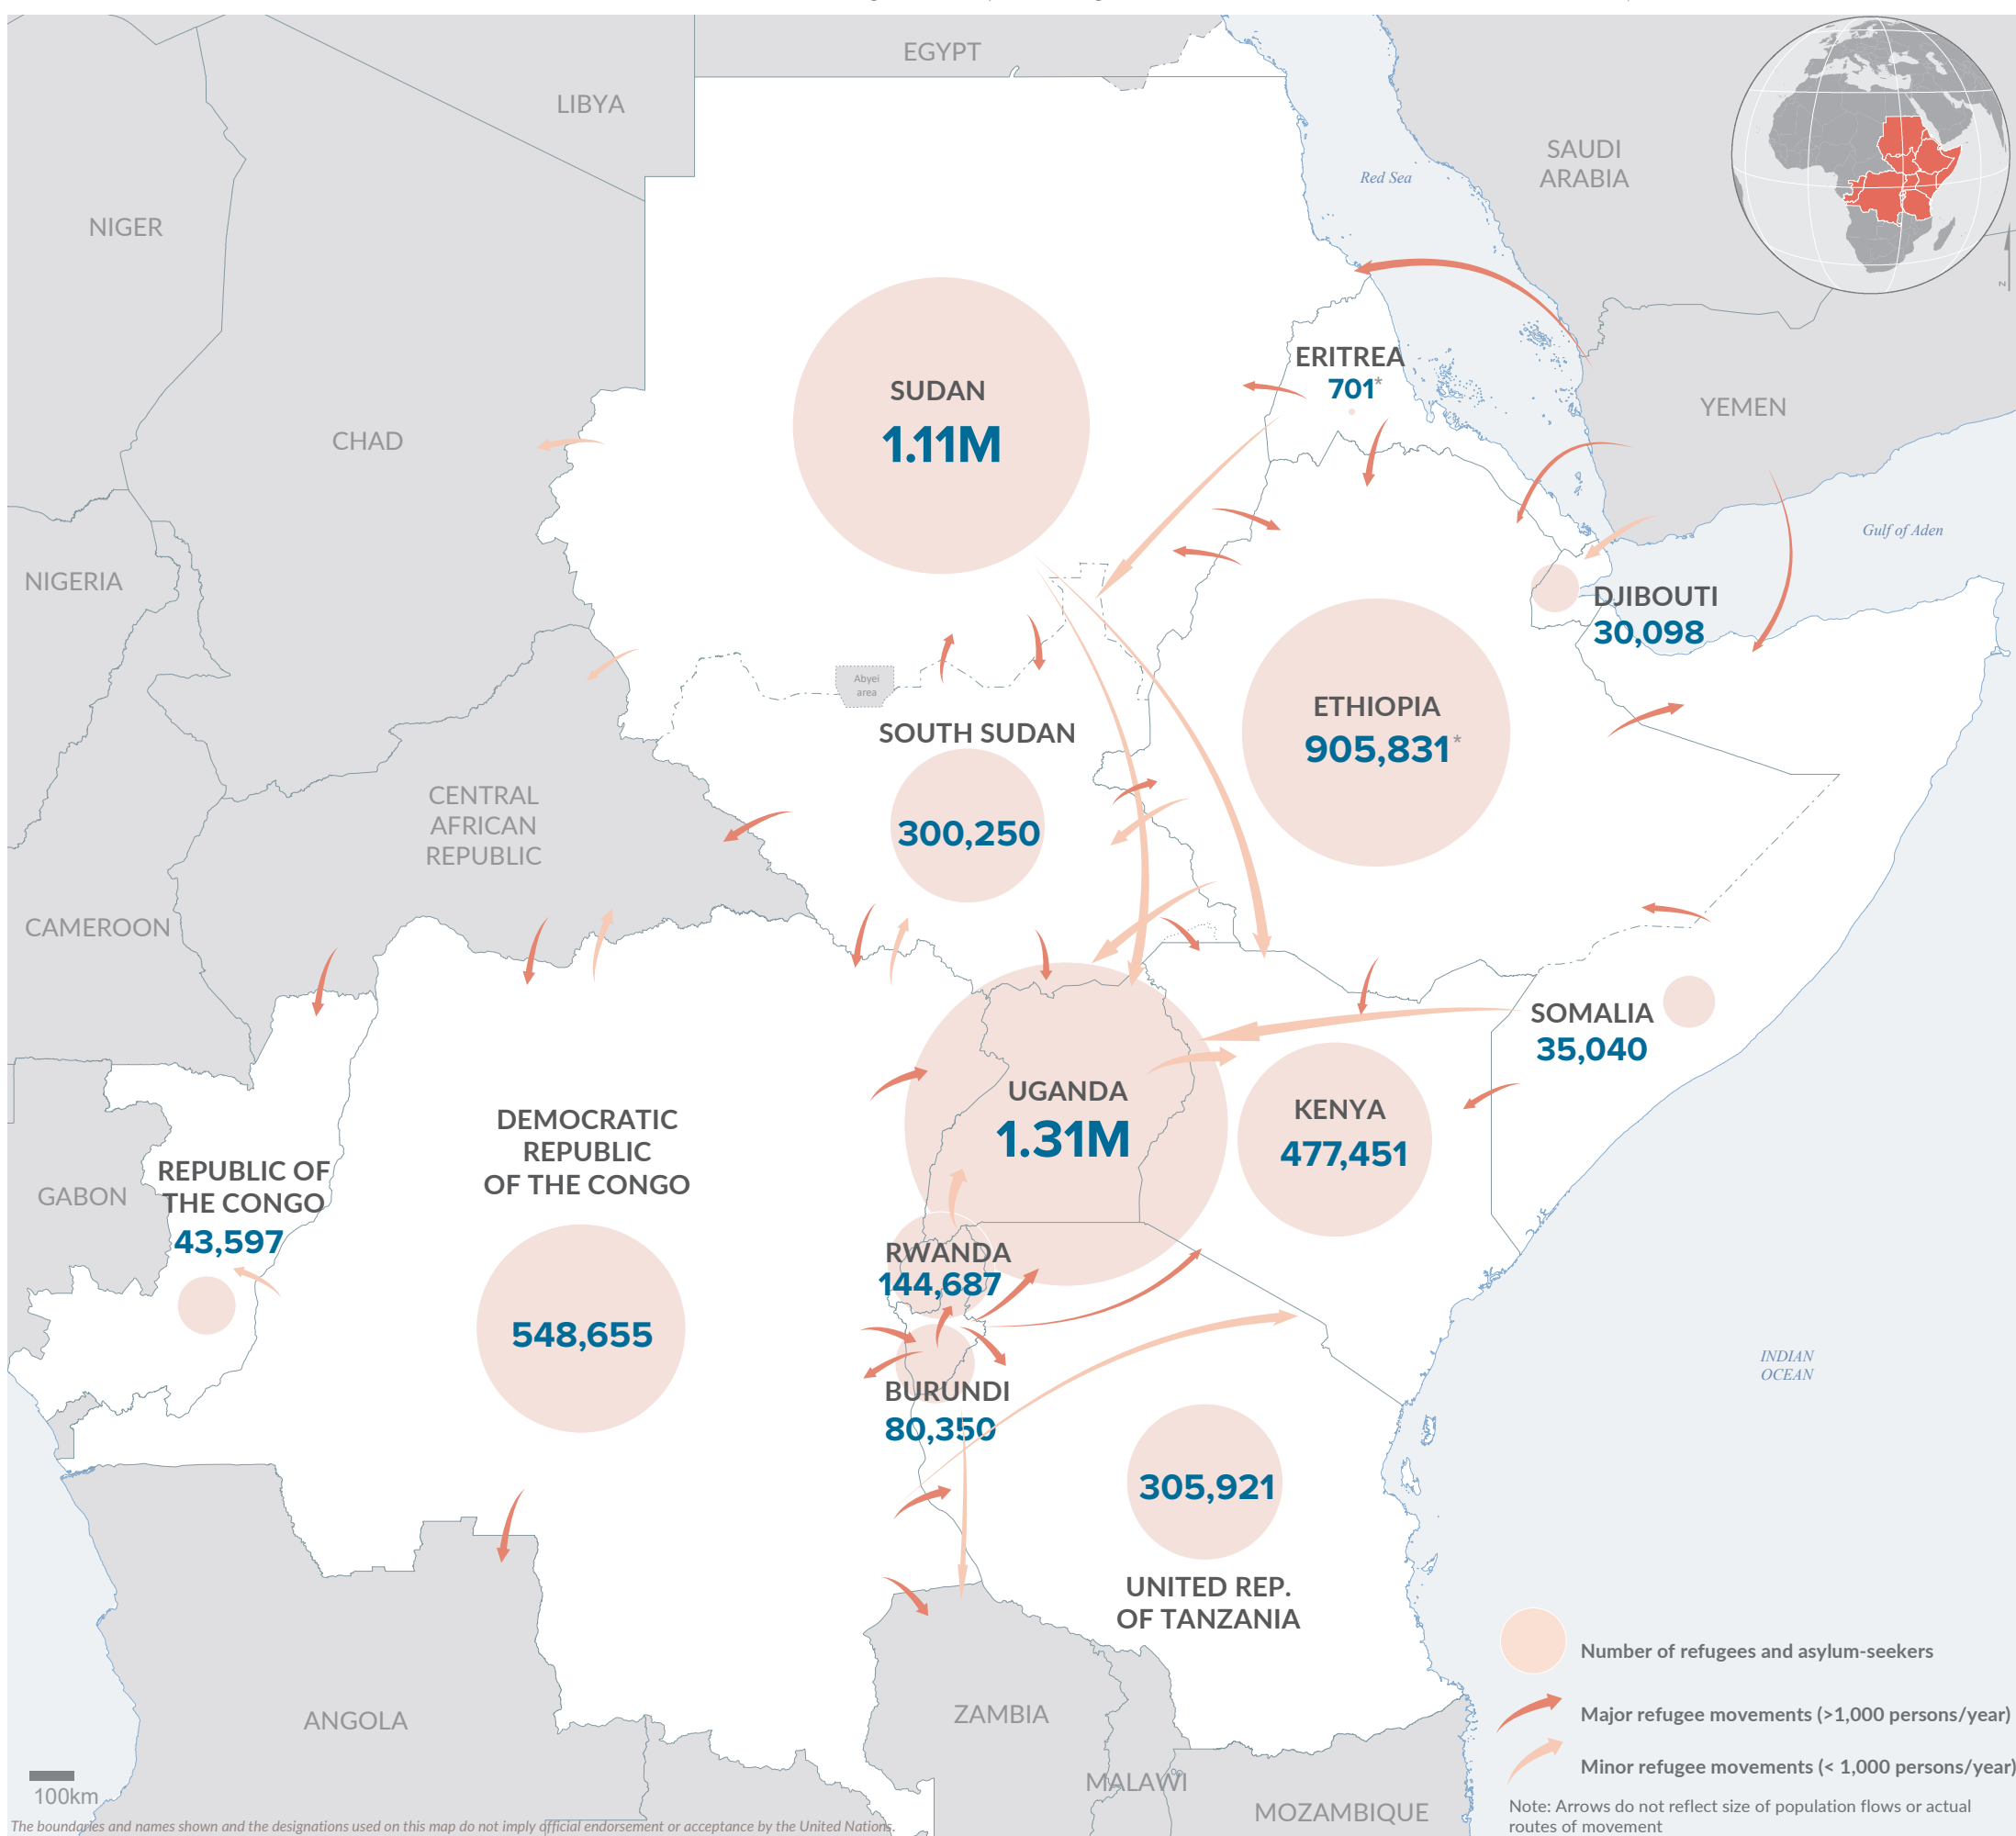 EGYPT
LIBYA
SAUDI
ARABIA
Red Sea
NIGER
N
ERITREA
701*
SUDAN
1.11M
YEMEN
CHAD
Gulf of Aden
NIGERIA
DJIBOUTI
30,098
Abyei
area
ETHIOPIA
905,831*
SOUTH SUDAN
300,250
CENTRAL
AFRICAN
REPUBLIC
CAMEROON
SOMALIA
35,040
UGANDA
1.31M
KENYA
477,451
DEMOCRATIC
REPUBLIC
OF THE CONGO
548,655
REPUBLIC OF
THE CONGO
43,597
GABON
RWANDA
144,687
BURUNDI
80,350
INDIAN
OCEAN
305,921
UNITED REP.
OF TANZANIA
ANGOLA
ZAMBIA
MALAWI
MOZAMBIQUE
Number of refugees and asylum-seekers
Major refugee movements (>1,000 persons/year)
Minor refugee movements (< 1,000 persons/year)
Note: Arrows do not reflect size of population flows or actual
routes of movement
100km
The boundaries and names shown and the designations used on this map do not imply official endorsement or acceptance by the United Nations.